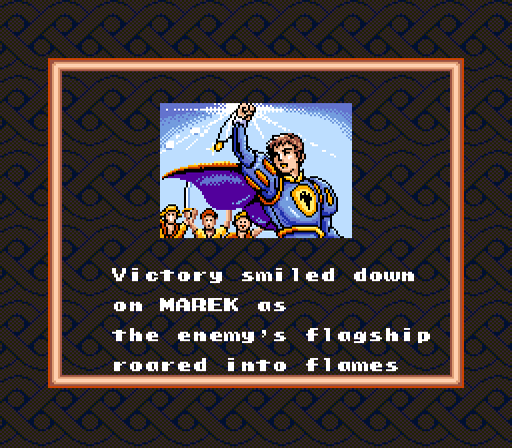 Victory smiled down
on MAREK as
the enemy's flagship
roared into flames